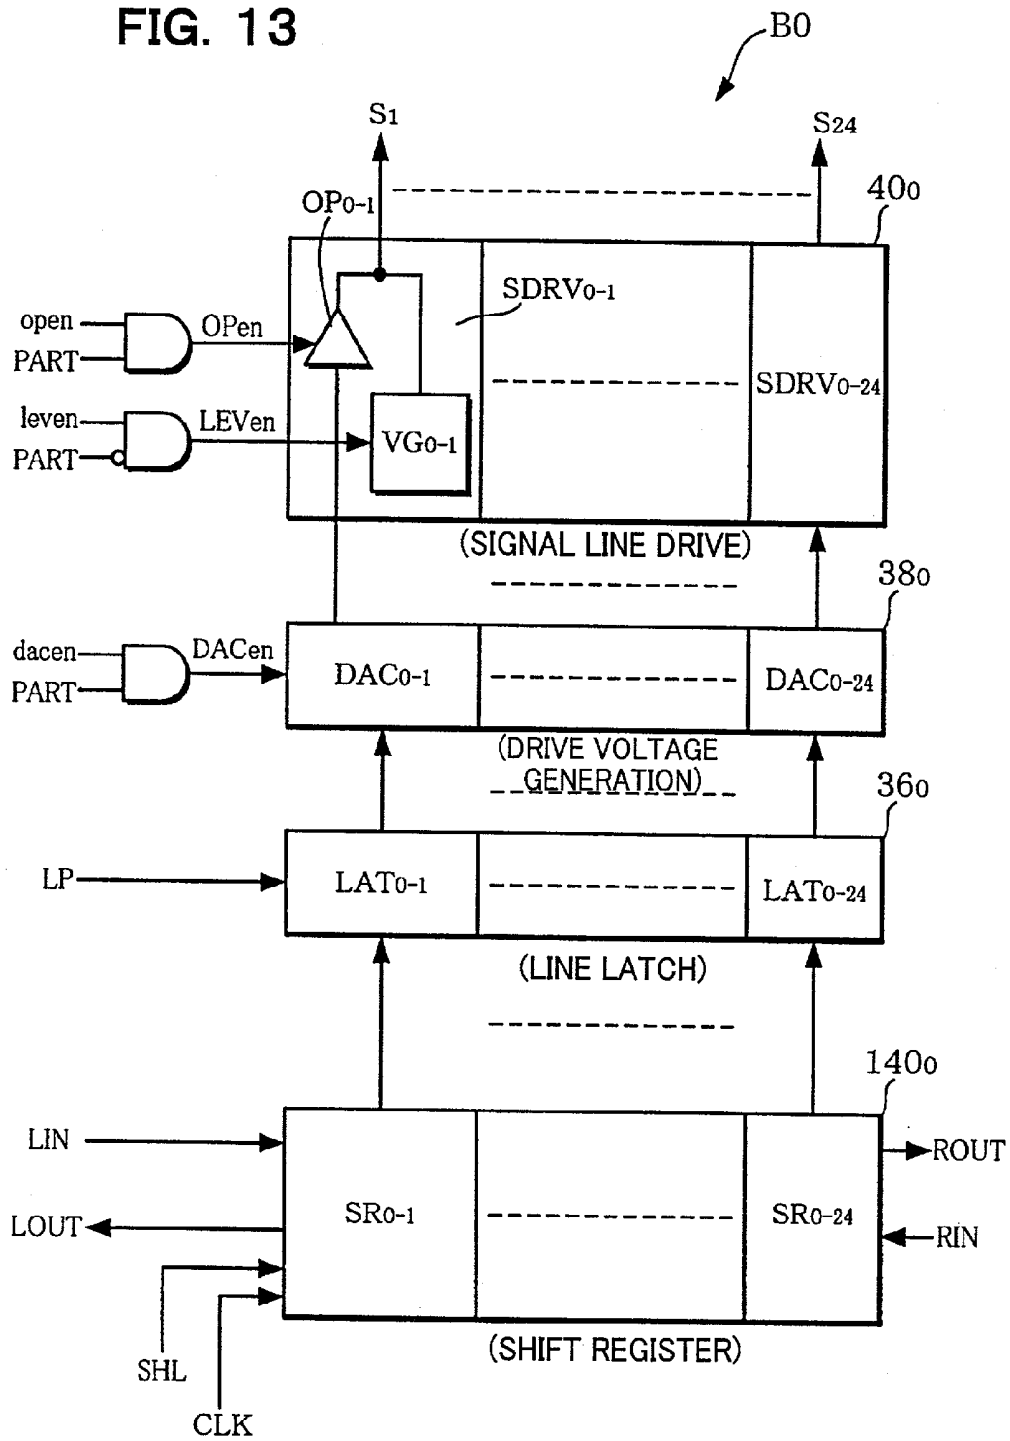 FIG. 13
B0
S1
S24
OP0-1
400
SDRV0-1
open
OPen
PART
SDRV0-24
leven
LEVen
PART
VG0-1
(SIGNAL LINE DRIVE)
380
dacen
DACen
PART
DAC0-1
DAC0-24
(DRIVE VOLTAGE
GENERATION)
360
LP
LAT0-1
LAT0-24
(LINE LATCH)
1400
LIN
ROUT
SR0-1
SR0-24
LOUT
RIN
(SHIFT REGISTER)
SHL
CLK